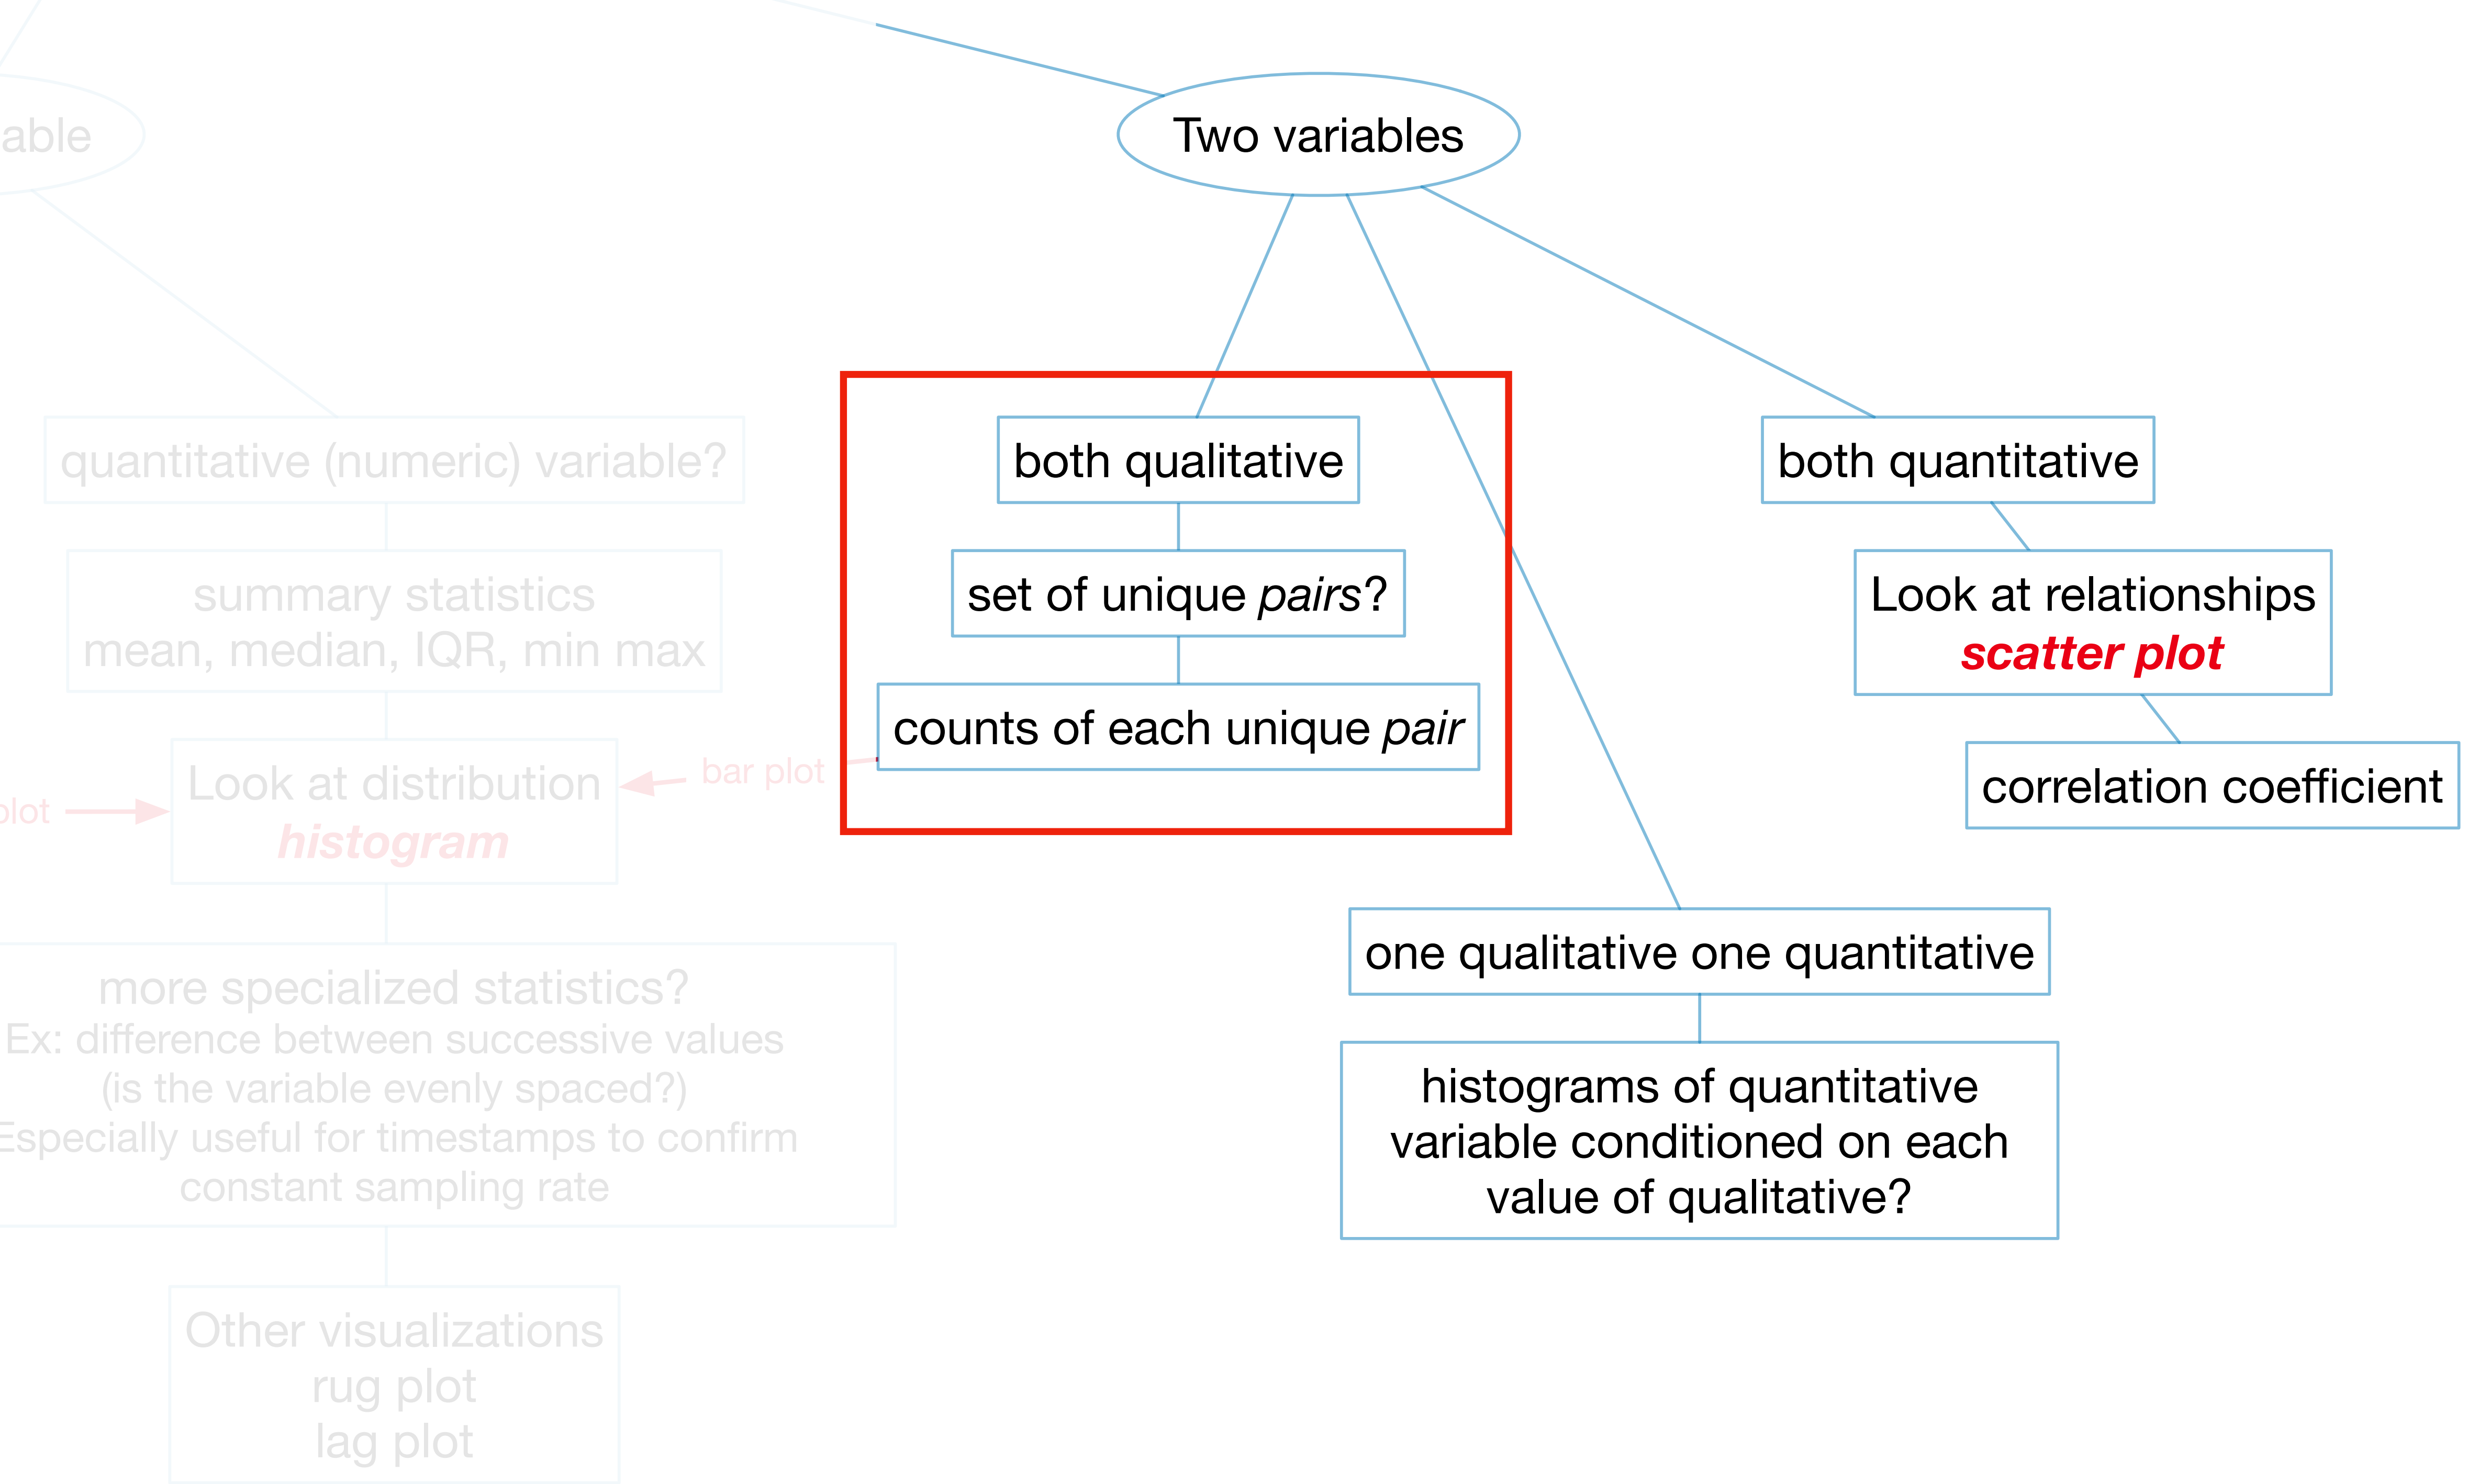 able
Two variables
quantitative (numeric) variable?
summary statistics
mean, median, IQR, min max
plot
Look at distribution
histogram
bar plot
more specialized statistics?
Ex: difference between successive values
(is the variable evenly spaced?)
Especially useful for timestamps to confirm
constant sampling rate
Other visualizations
rug plot
lag plot
both qualitative
set of unique pairs?
counts of each unique pair
both quantitative
Look at relationships
scatter plot
correlation coefficient
one qualitative one quantitative
histograms of quantitative
variable conditioned on each
value of qualitative?